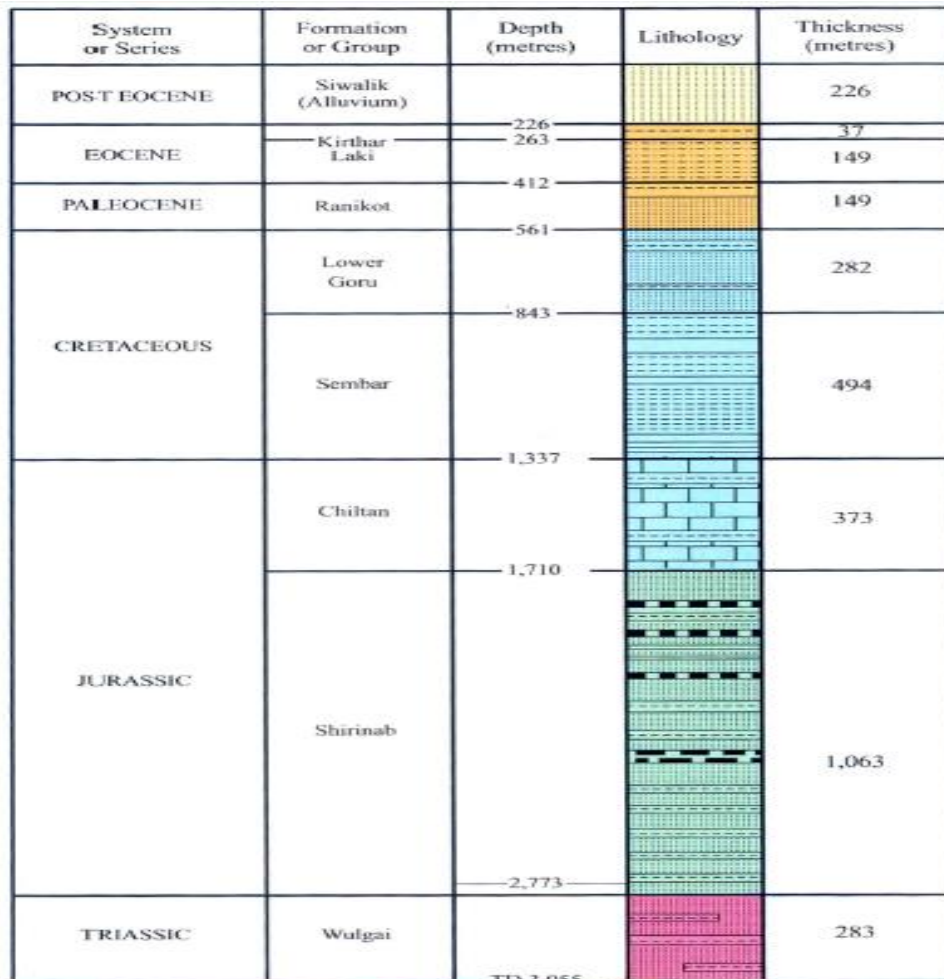 System or Series	Formation or Group	Depth (metres)	Lithology	Thickness (metres)
POST EOCENE	Siwalik (Alluvium)	226
226	37
EOCENE	Kirthar	263
Laki	149
412
PALEOCENE	Ranikot	149
561
Lower Goru	282
843
CRETACEOUS
Sembar	494
1,337
Chiltan	373
1,710
JURASSIC
Shirinab
1,063
2,773
TRIASSIC	Wulgai	283